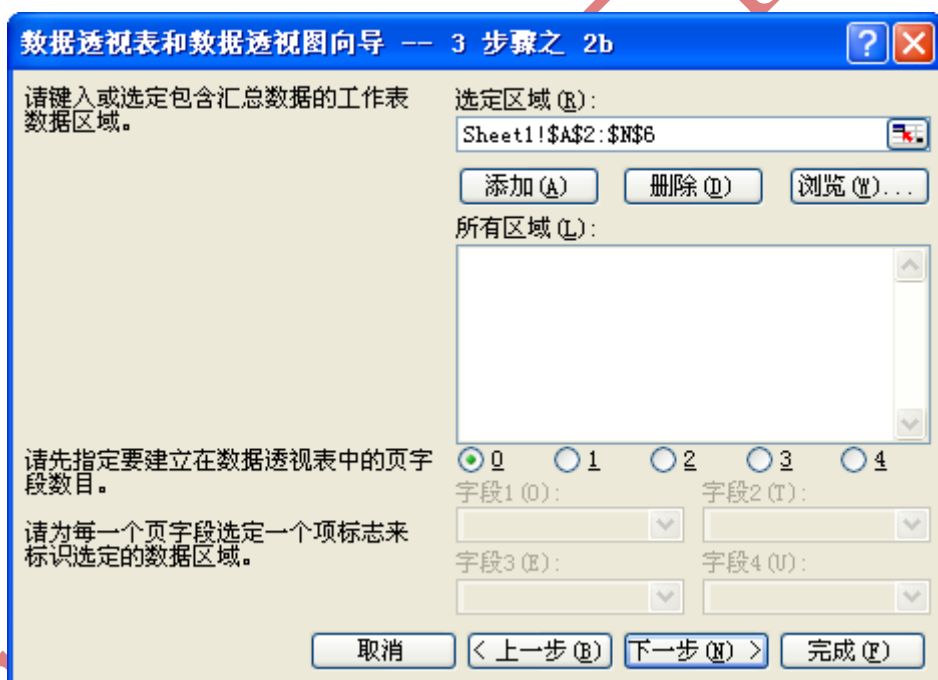 数据透视表和数据透视图向导 -- 3 步骤之 2b
请键入或选定包含汇总数据的工作表
数据区域。
选定区域(R):
Sheet1!$A$2:$N$6
添加(A) 删除(D) 浏览(W)...
所有区域(L):
请先指定要建立在数据透视表中的页字
段数目。
0 1 2 3 4
请为每一个页字段选定一个项标志来
标识选定的数据区域。
字段1(O): 字段2(T):
字段3(E): 字段4(U):
取消 < 上一步(B) 下一步(N) > 完成(F)